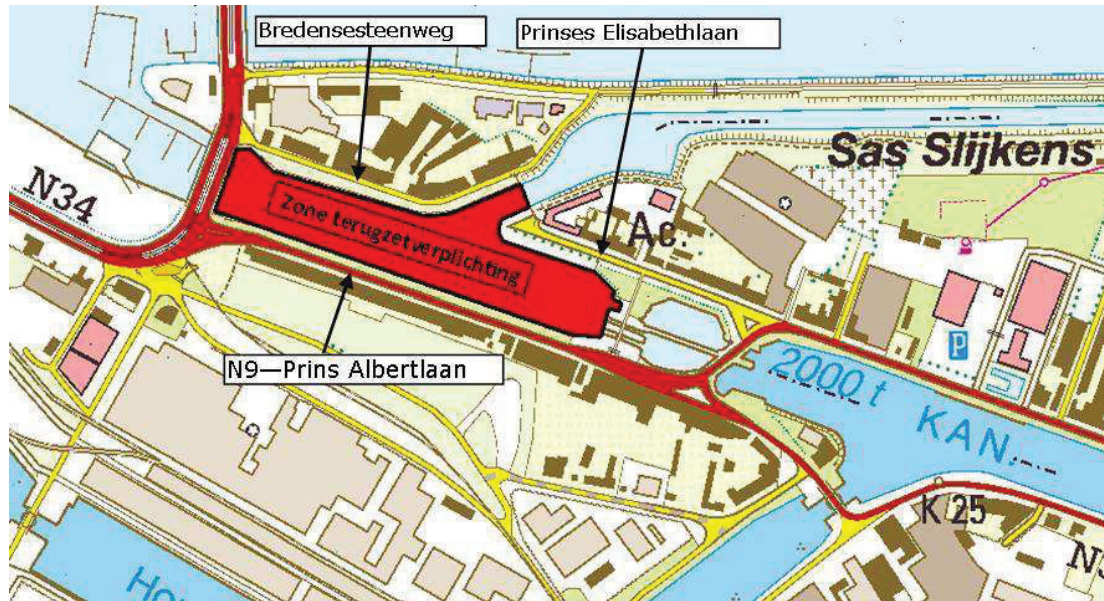 Bredensesteenweg
Prinses Elisabethlaan
Sas Slijkens
N34
Zone terugzetverplichting
Ac.
N9—Prins Albertlaan
P
2000 t KAN.
K 25